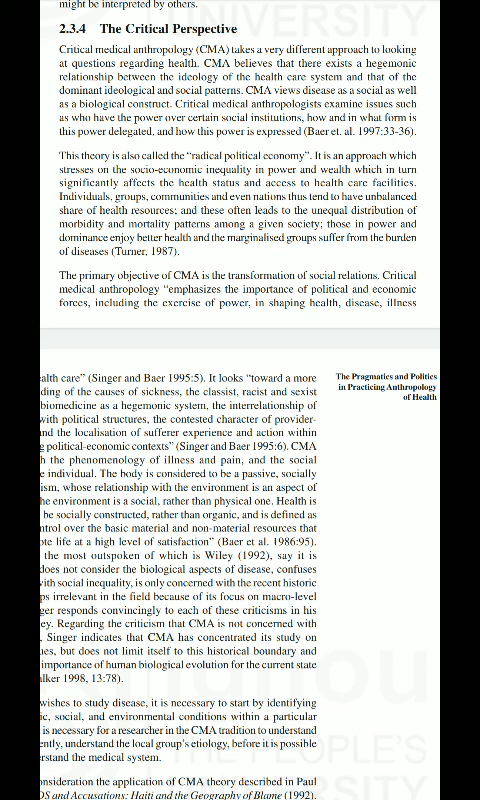 might be interpreted by others.
2.3.4 The Critical Perspective
Critical medical anthropology (CMA) takes a very different approach to looking
at questions regarding health. CMA believes that there exists a hegemonic
relationship between the ideology of the health care system and that of the
dominant ideological and social patterns. CMA views disease as a social as well
as a biological construct. Critical medical anthropologists examine issues such
as who have the power over certain social institutions, how and in what form is
this power delegated, and how this power is expressed (Baer et. al. 1997:33-36).
This theory is also called the “radical political economy”. It is an approach which
stresses on the socio-economic inequality in power and wealth which in turn
significantly affects the health status and access to health care facilities.
Individuals, groups, communities and even nations thus tend to have unbalanced
share of health resources; and these often leads to the unequal distribution of
morbidity and mortality patterns among a given society; those in power and
dominance enjoy better health and the marginalised groups suffer from the burden
of diseases (Turner, 1987).
The primary objective of CMA is the transformation of social relations. Critical
medical anthropology “emphasizes the importance of political and economic
forces, including the exercise of power, in shaping health, disease, illness
The Pragmatics and Politics
in Practicing Anthropology
of Health
alth care” (Singer and Baer 1995:5). It looks “toward a more
ding of the causes of sickness, the classist, racist and sexist
biomedicine as a hegemonic system, the interrelationship of
with political structures, the contested character of provider-
nd the localisation of sufferer experience and action within
g political-economic contexts” (Singer and Baer 1995:6). CMA
h the phenomenology of illness and pain, and the social
e individual. The body is considered to be a passive, socially
ism, whose relationship with the environment is an aspect of
he environment is a social, rather than physical one. Health is
be socially constructed, rather than organic, and is defined as
ntrol over the basic material and non-material resources that
ote life at a high level of satisfaction” (Baer et al. 1986:95).
the most outspoken of which is Wiley (1992), say it is
does not consider the biological aspects of disease, confuses
with social inequality, is only concerned with the recent historic
ps irrelevant in the field because of its focus on macro-level
ger responds convincingly to each of these criticisms in his
ey. Regarding the criticism that CMA is not concerned with
, Singer indicates that CMA has concentrated its study on
ues, but does not limit itself to this historical boundary and
importance of human biological evolution for the current state
alker 1998, 13:78).
wishes to study disease, it is necessary to start by identifying
ic, social, and environmental conditions within a particular
is necessary for a researcher in the CMA tradition to understand
ently, understand the local group’s etiology, before it is possible
rstand the medical system.
onsideration the application of CMA theory described in Paul
DS and Accusations: Haiti and the Geography of Blame (1992).